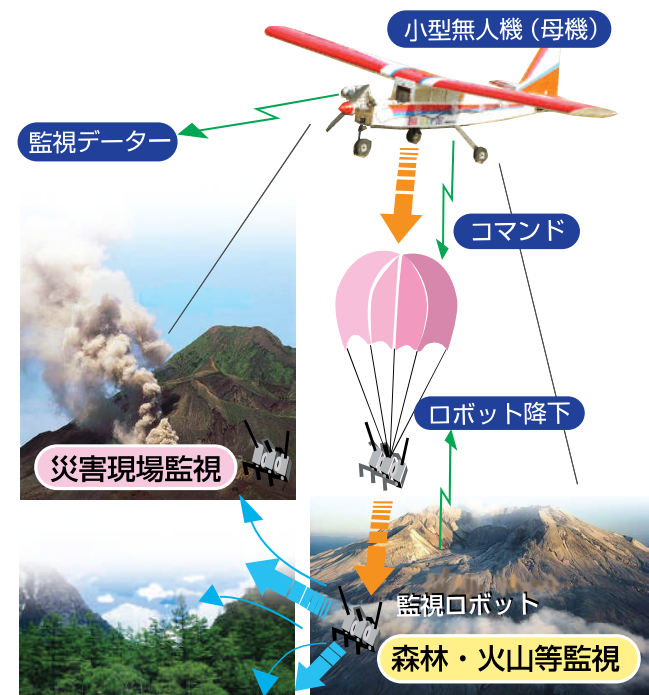 小型無人機（母機）
監視データー
コマンド
ロボット降下
災害現場監視
監視ロボット
森林・火山等監視